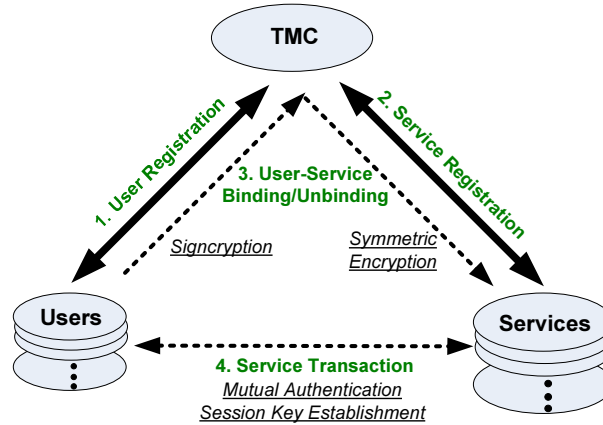 TMC
1. User Registration
2. Service Registration
3. User-Service
Binding/Unbinding
Signcryption
Symmetric
Encryption
Users
Services
4. Service Transaction
Mutual Authentication
Session Key Establishment